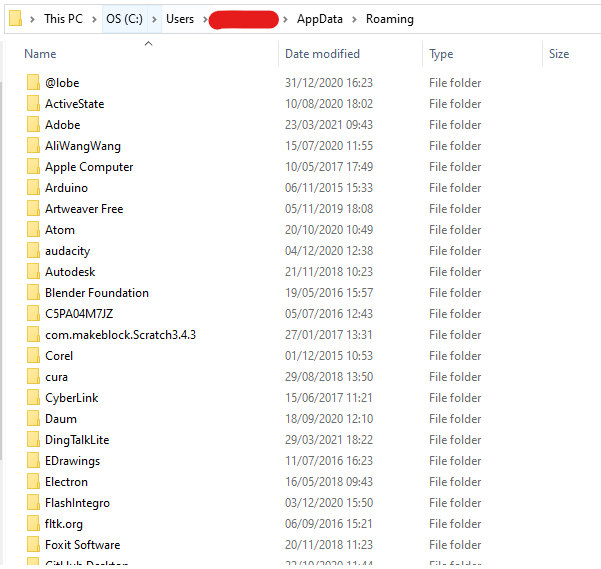 This PC > OS (C:) > Users > AppData > Roaming
Name Date modified Type Size
@lobe 31/12/2020 16:23 File folder
ActiveState 10/08/2020 18:02 File folder
Adobe 23/03/2021 09:43 File folder
AliWangWang 15/07/2020 11:55 File folder
Apple Computer 10/05/2017 17:49 File folder
Arduino 06/11/2015 15:33 File folder
Artweaver Free 05/11/2019 18:08 File folder
Atom 20/10/2020 10:49 File folder
audacity 04/12/2020 12:38 File folder
Autodesk 21/11/2018 10:23 File folder
Blender Foundation 19/05/2016 15:57 File folder
C5PA04M7JZ 05/07/2016 12:43 File folder
com.makeblock.Scratch3.4.3 27/01/2017 13:31 File folder
Corel 01/12/2015 10:53 File folder
cura 29/08/2018 13:50 File folder
CyberLink 15/06/2017 11:21 File folder
Daum 18/09/2020 12:10 File folder
DingTalkLite 29/03/2021 18:22 File folder
EDrawings 11/07/2016 16:23 File folder
Electron 16/05/2018 09:43 File folder
FlashIntegro 03/12/2020 15:50 File folder
fltk.org 06/09/2016 15:21 File folder
Foxit Software 20/11/2018 11:23 File folder
GitHub Desktop 23/10/2020 11:44 File folder